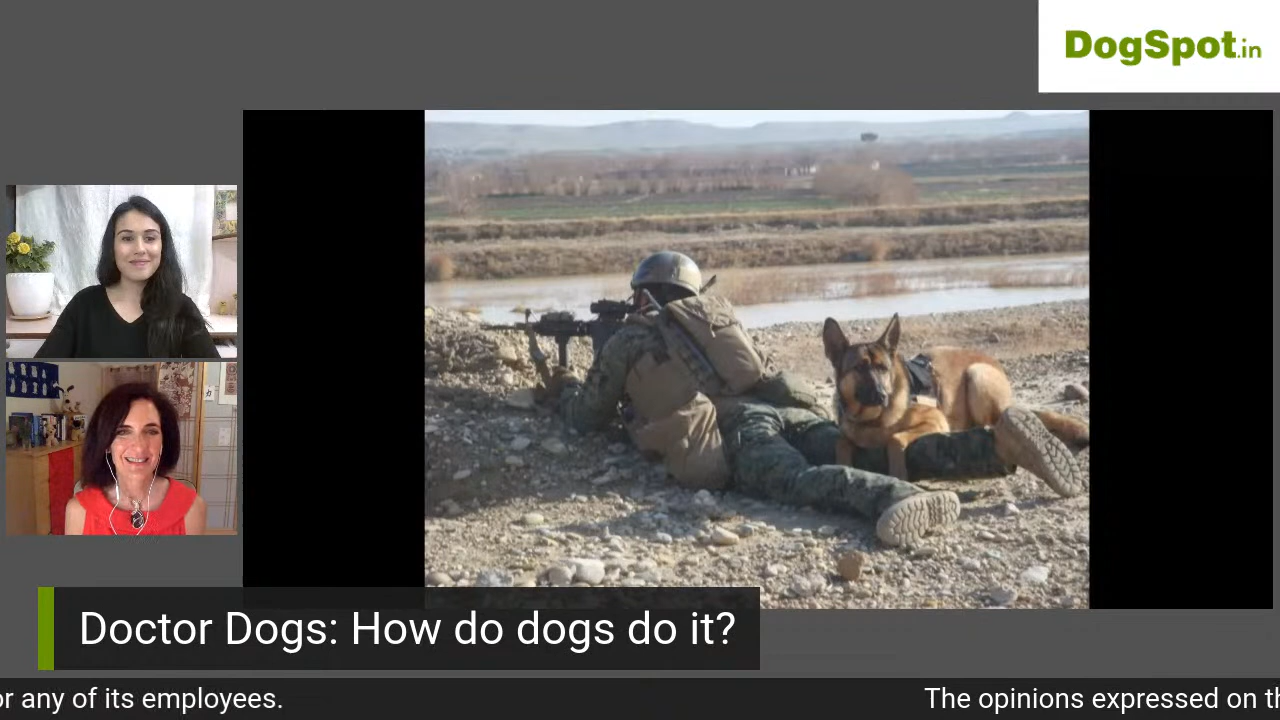 DogSpot.in
Doctor Dogs: How do dogs do it?
or any of its employees.
The opinions expressed on th